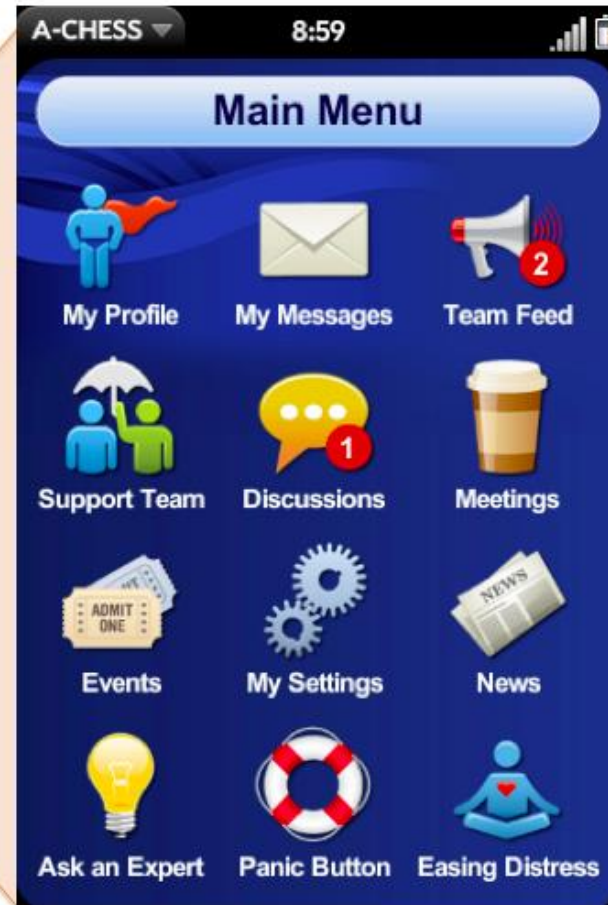 A-CHESS 8:59
Main Menu
2
My Profile My Messages Team Feed
1
Support Team Discussions Meetings
ADMIT
ONE
NEWS
Events My Settings News
Ask an Expert Panic Button Easing Distress